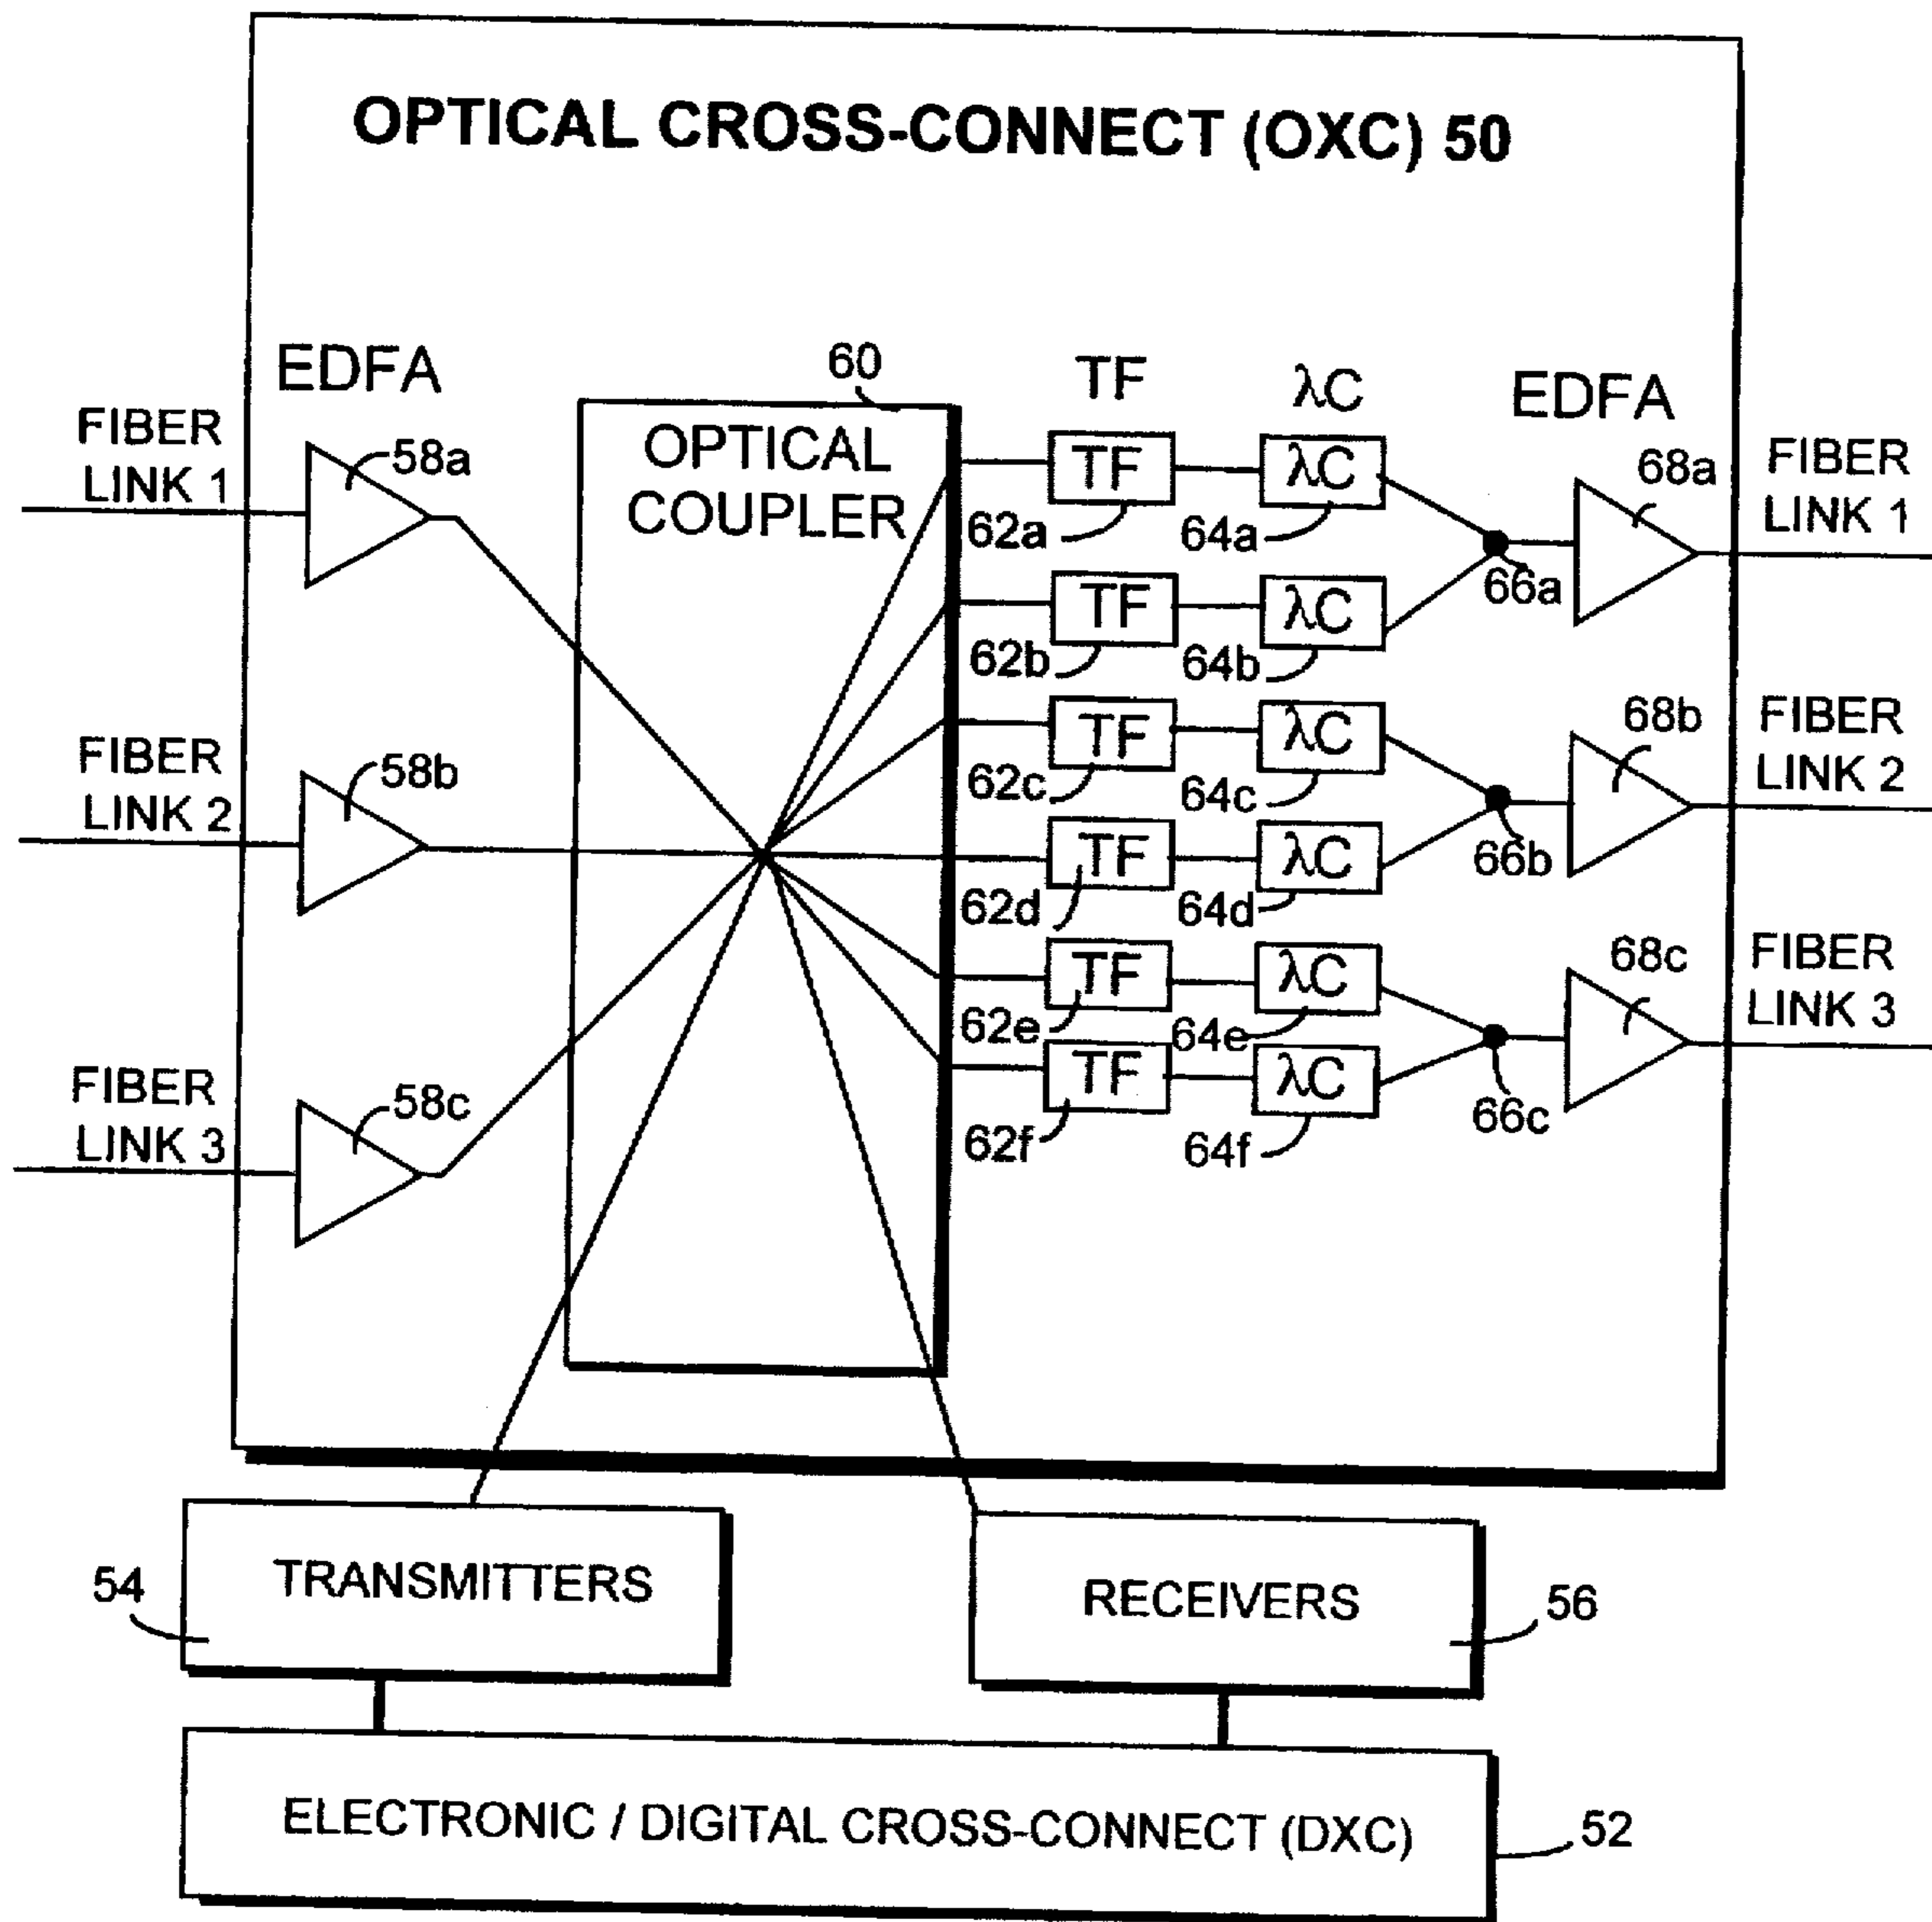 OPTICAL CROSS-CONNECT (OXC) 50
EDFA
60
TF
λC
EDFA
FIBER
LINK 1
58a
OPTICAL
COUPLER
TF
62a
λC
64a
66a
68a
FIBER
LINK 1
TF
62b
λC
64b
FIBER
LINK 2
58b
TF
62c
λC
64c
66b
68b
FIBER
LINK 2
TF
62d
λC
64d
TF
62e
λC
64e
66c
68c
FIBER
LINK 3
FIBER
LINK 3
58c
TF
62f
λC
64f
54
TRANSMITTERS
RECEIVERS
56
ELECTRONIC / DIGITAL CROSS-CONNECT (DXC)
52